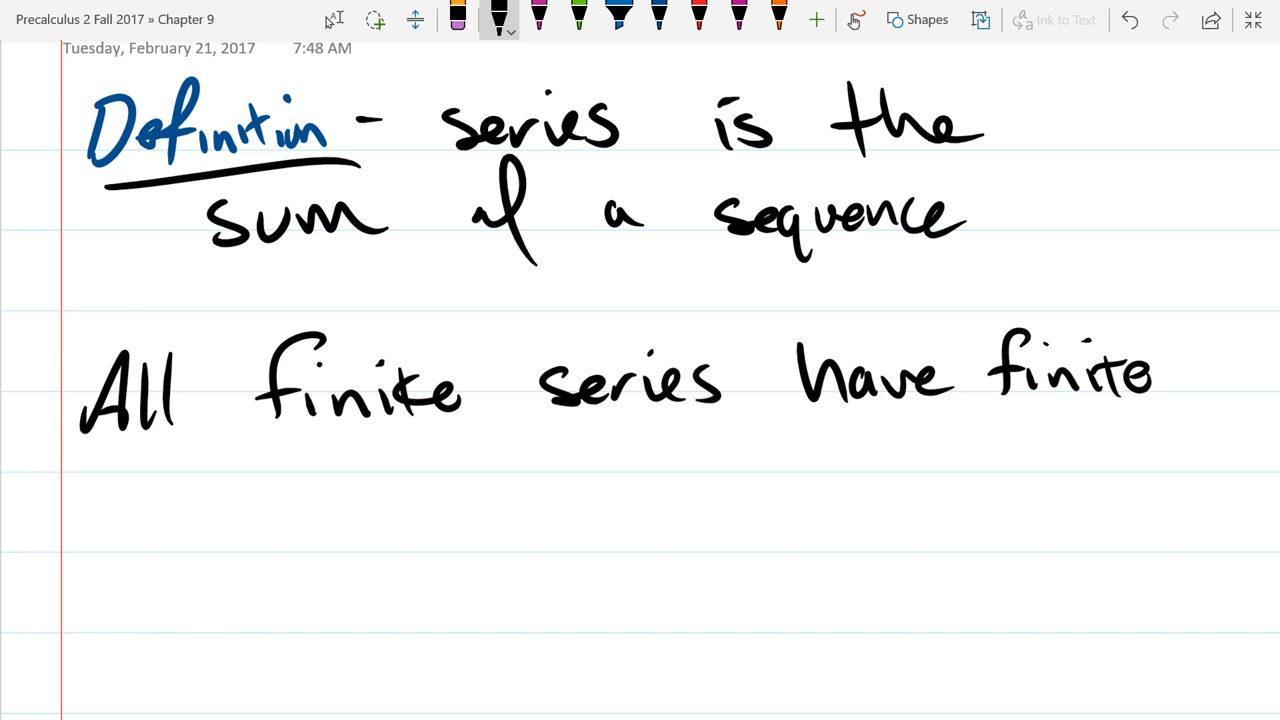 Precalculus 2 Fall 2017 » Chapter 9
Shapes
Ink to Text
Tuesday, February 21, 2017 7:48 AM
Definition - series is the
sum of a sequence
All finite series have finite